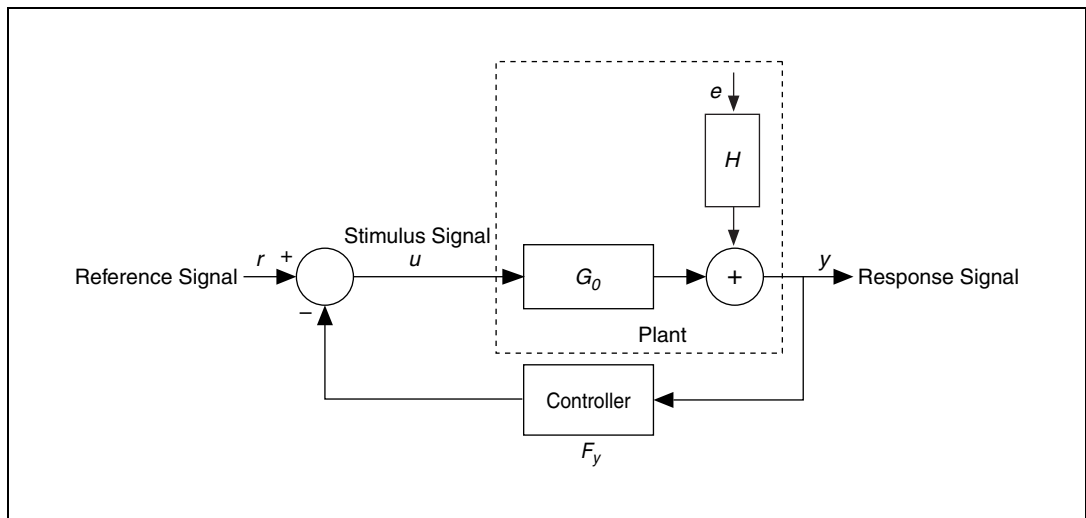 e
H
Stimulus Signal
Reference Signal
r
+
u
G0
+
y
Response Signal
−
Plant
Controller
Fy